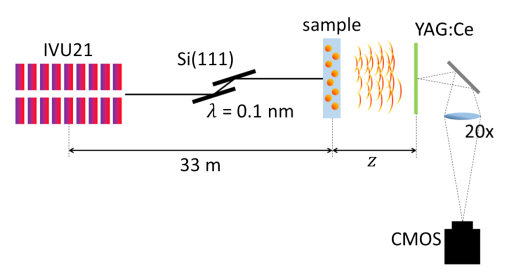 sample
YAG:Ce
IVU21
Si(111)
λ = 0.1 nm
20x
33 m
z
CMOS